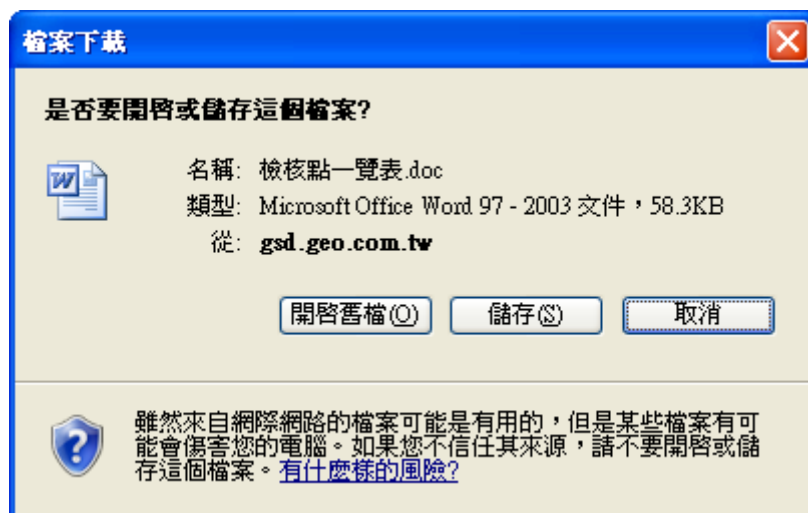 檔案下載
是否要開啓或儲存這個檔案?
名稱: 檢核點一覽表.doc
類型: Microsoft Office Word 97 - 2003 文件，58.3KB
從: gsd.geo.com.tw
開啓舊檔(O) 儲存(S) 取消
雖然來自網際網路的檔案可能是有用的，但是某些檔案有可
能會傷害您的電腦。如果您不信任其來源，請不要開啓或儲
存這個檔案。有什麼樣的風險?